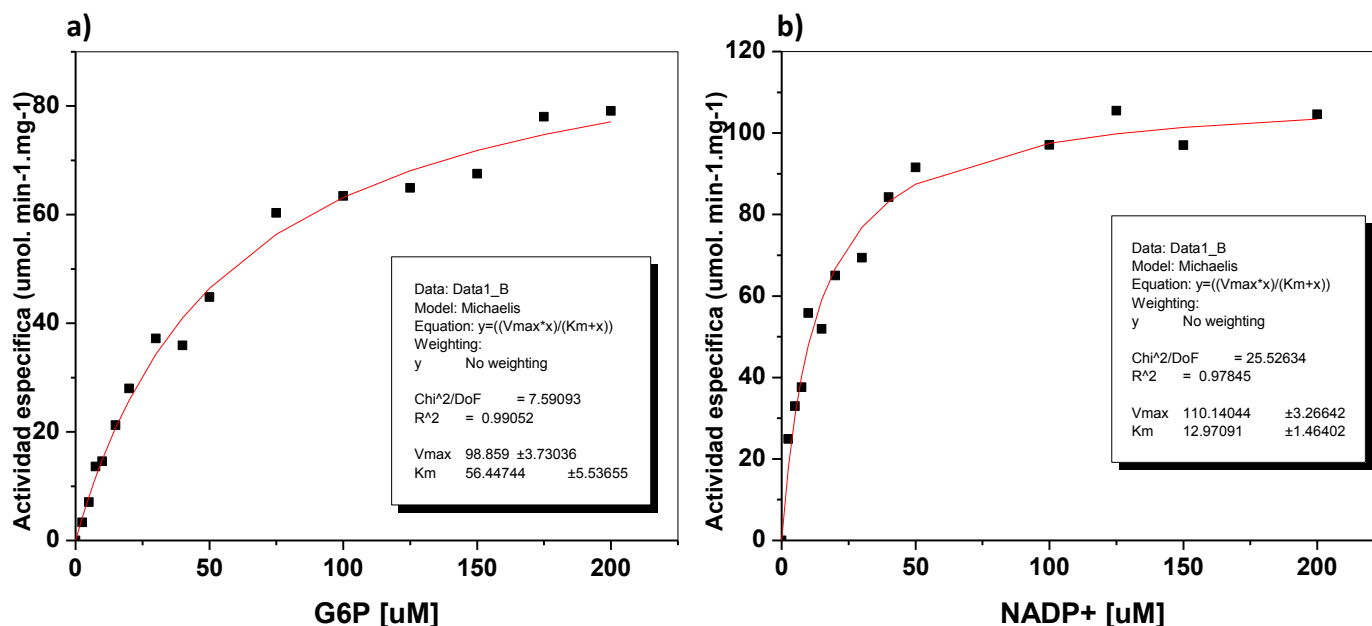 a)
Actividad especifica (umol. min-1.mg-1)
80
60
40
20
0
0 50 100 150 200
G6P [uM]
Data: Data1_B
Model: Michaelis
Equation: y=((Vmax*x)/(Km+x))
Weighting:
y No weighting
Chi^2/DoF = 7.59093
R^2 = 0.99052
Vmax 98.859 ±3.73036
Km 56.44744 ±5.53655
b)
Actividad especifica (umol. min-1.mg-1)
120
100
80
60
40
20
0
0 50 100 150 200
NADP+ [uM]
Data: Data1_B
Model: Michaelis
Equation: y=((Vmax*x)/(Km+x))
Weighting:
y No weighting
Chi^2/DoF = 25.52634
R^2 = 0.97845
Vmax 110.14044 ±3.26642
Km 12.97091 ±1.46402